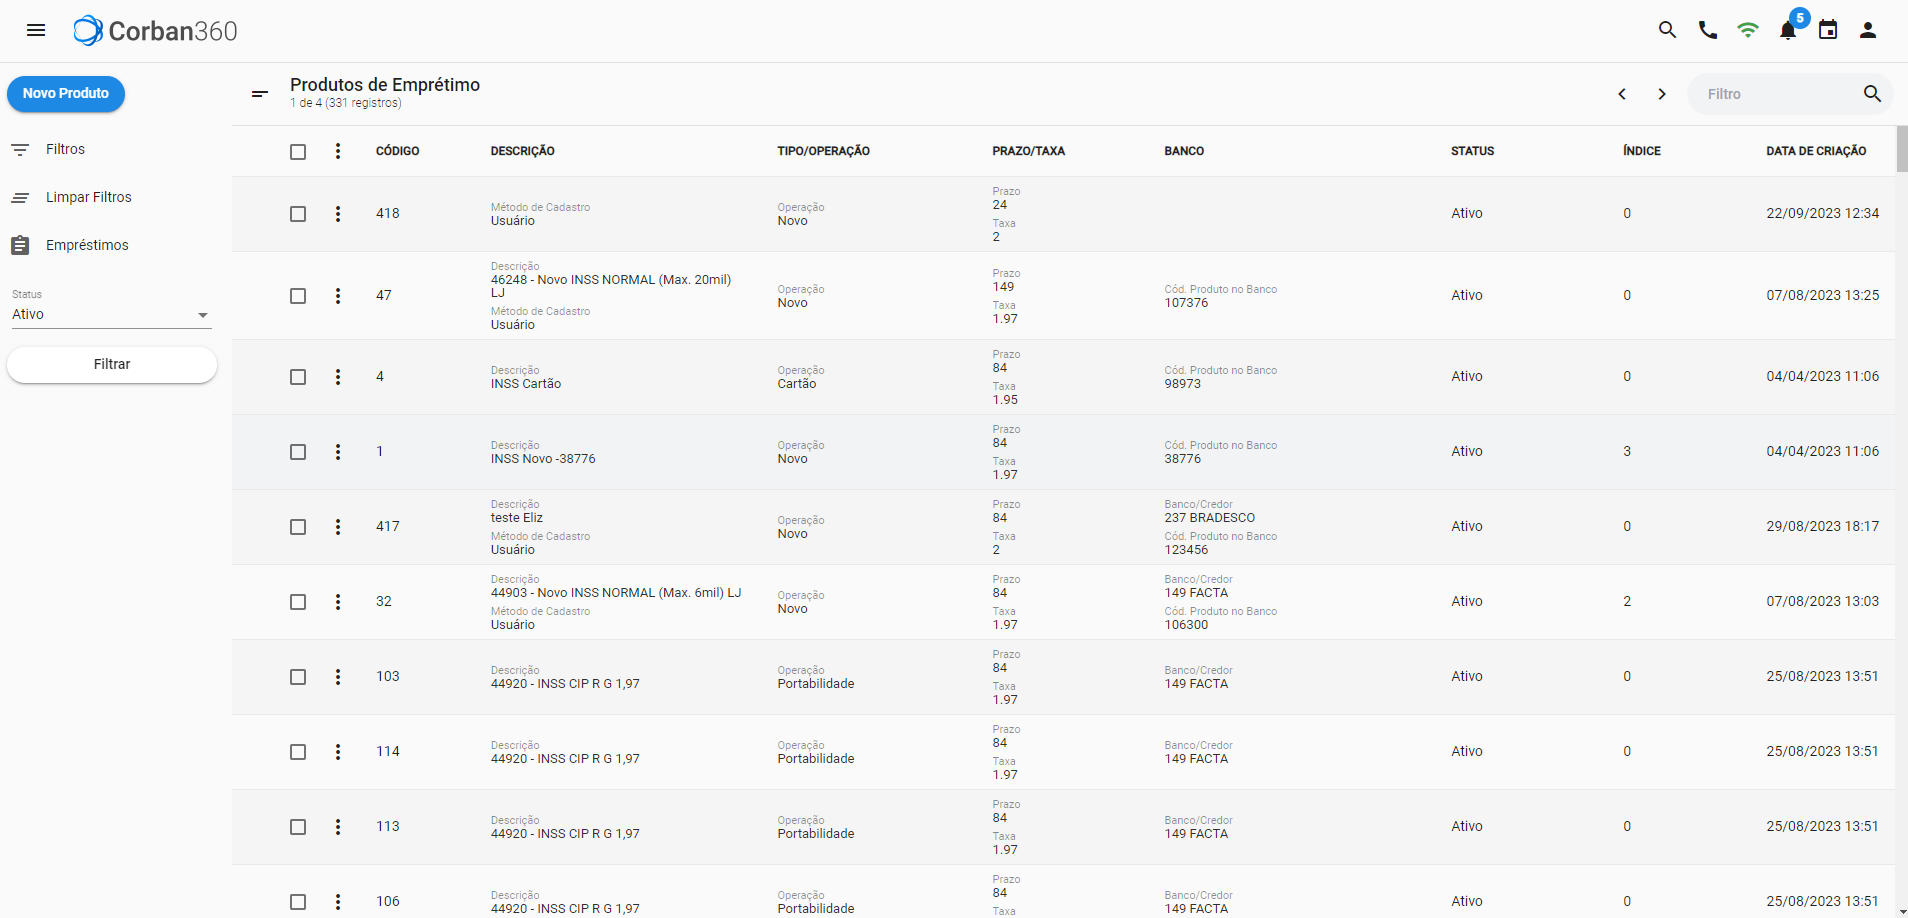 Corban360
5
Novo Produto
Filtros
Limpar Filtros
Empréstimos
Status
Ativo
Filtrar
Produtos de Emprétimo
1 de 4 (331 registros)
Filtro
CÓDIGO DESCRIÇÃO TIPO/OPERAÇÃO PRAZO/TAXA BANCO STATUS ÍNDICE DATA DE CRIAÇÃO
418
Método de Cadastro
Usuário
Operação
Novo
Prazo
24
Taxa
2
Ativo
0
22/09/2023 12:34
47
Descrição
46248 - Novo INSS NORMAL (Max. 20mil)
LJ
Método de Cadastro
Usuário
Operação
Novo
Prazo
149
Taxa
1.97
Cód. Produto no Banco
107376
Ativo
0
07/08/2023 13:25
4
Descrição
INSS Cartão
Operação
Cartão
Prazo
84
Taxa
1.95
Cód. Produto no Banco
98973
Ativo
0
04/04/2023 11:06
1
Descrição
INSS Novo -38776
Operação
Novo
Prazo
84
Taxa
1.97
Cód. Produto no Banco
38776
Ativo
3
04/04/2023 11:06
417
Descrição
teste Eliz
Método de Cadastro
Usuário
Operação
Novo
Prazo
84
Taxa
2
Banco/Credor
237 BRADESCO
Cód. Produto no Banco
123456
Ativo
0
29/08/2023 18:17
32
Descrição
44903 - Novo INSS NORMAL (Max. 6mil) LJ
Método de Cadastro
Usuário
Operação
Novo
Prazo
84
Taxa
1.97
Banco/Credor
149 FACTA
Cód. Produto no Banco
106300
Ativo
2
07/08/2023 13:03
103
Descrição
44920 - INSS CIP R G 1,97
Operação
Portabilidade
Prazo
84
Taxa
1.97
Banco/Credor
149 FACTA
Ativo
0
25/08/2023 13:51
114
Descrição
44920 - INSS CIP R G 1,97
Operação
Portabilidade
Prazo
84
Taxa
1.97
Banco/Credor
149 FACTA
Ativo
0
25/08/2023 13:51
113
Descrição
44920 - INSS CIP R G 1,97
Operação
Portabilidade
Prazo
84
Taxa
1.97
Banco/Credor
149 FACTA
Ativo
0
25/08/2023 13:51
106
Descrição
44920 - INSS CIP R G 1,97
Operação
Portabilidade
Prazo
84
Taxa
Banco/Credor
149 FACTA
Ativo
0
25/08/2023 13:51